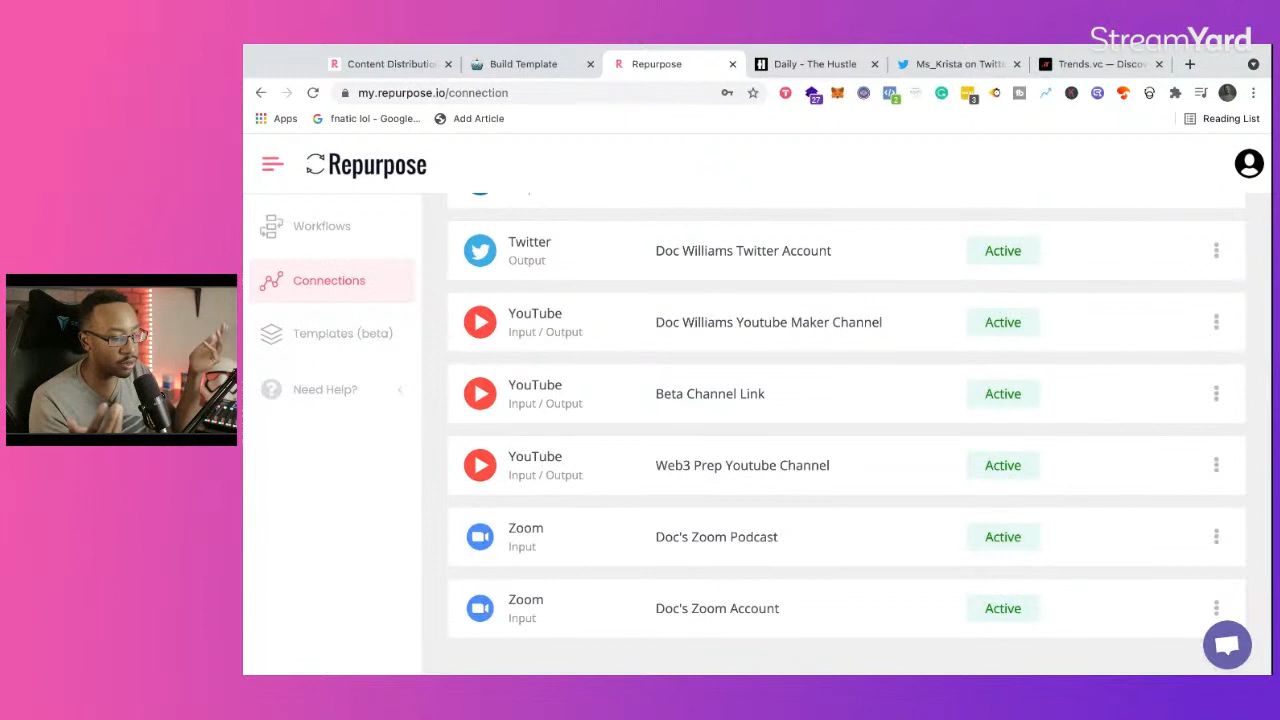 StreamYard
Content Distributio
Build Template
Repurpose
Daily - The Hustle
Ms_Krista on Twitt
Trends.vc — Discov
my.repurpose.io/connection
27
2
3
Apps
fnatic lol - Google...
Add Article
Reading List
Repurpose
Workflows
Connections
Templates (beta)
Need Help?
Twitter
Output
Doc Williams Twitter Account
Active
YouTube
Input / Output
Doc Williams Youtube Maker Channel
Active
YouTube
Input / Output
Beta Channel Link
Active
YouTube
Input / Output
Web3 Prep Youtube Channel
Active
Zoom
Input
Doc's Zoom Podcast
Active
Zoom
Input
Doc's Zoom Account
Active